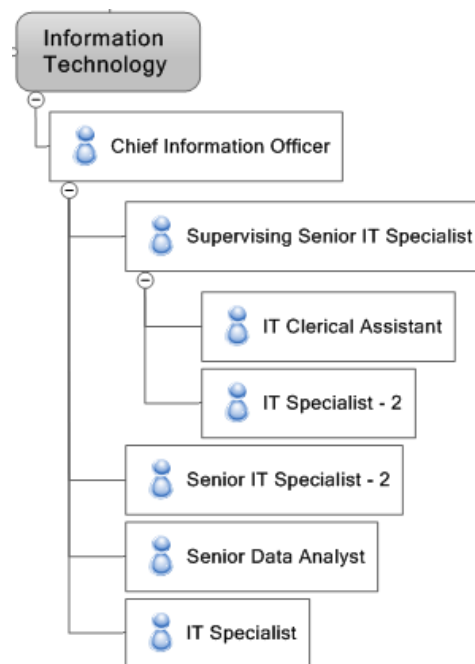 Information
Technology
Chief Information Officer
Supervising Senior IT Specialist
IT Clerical Assistant
IT Specialist - 2
Senior IT Specialist - 2
Senior Data Analyst
IT Specialist